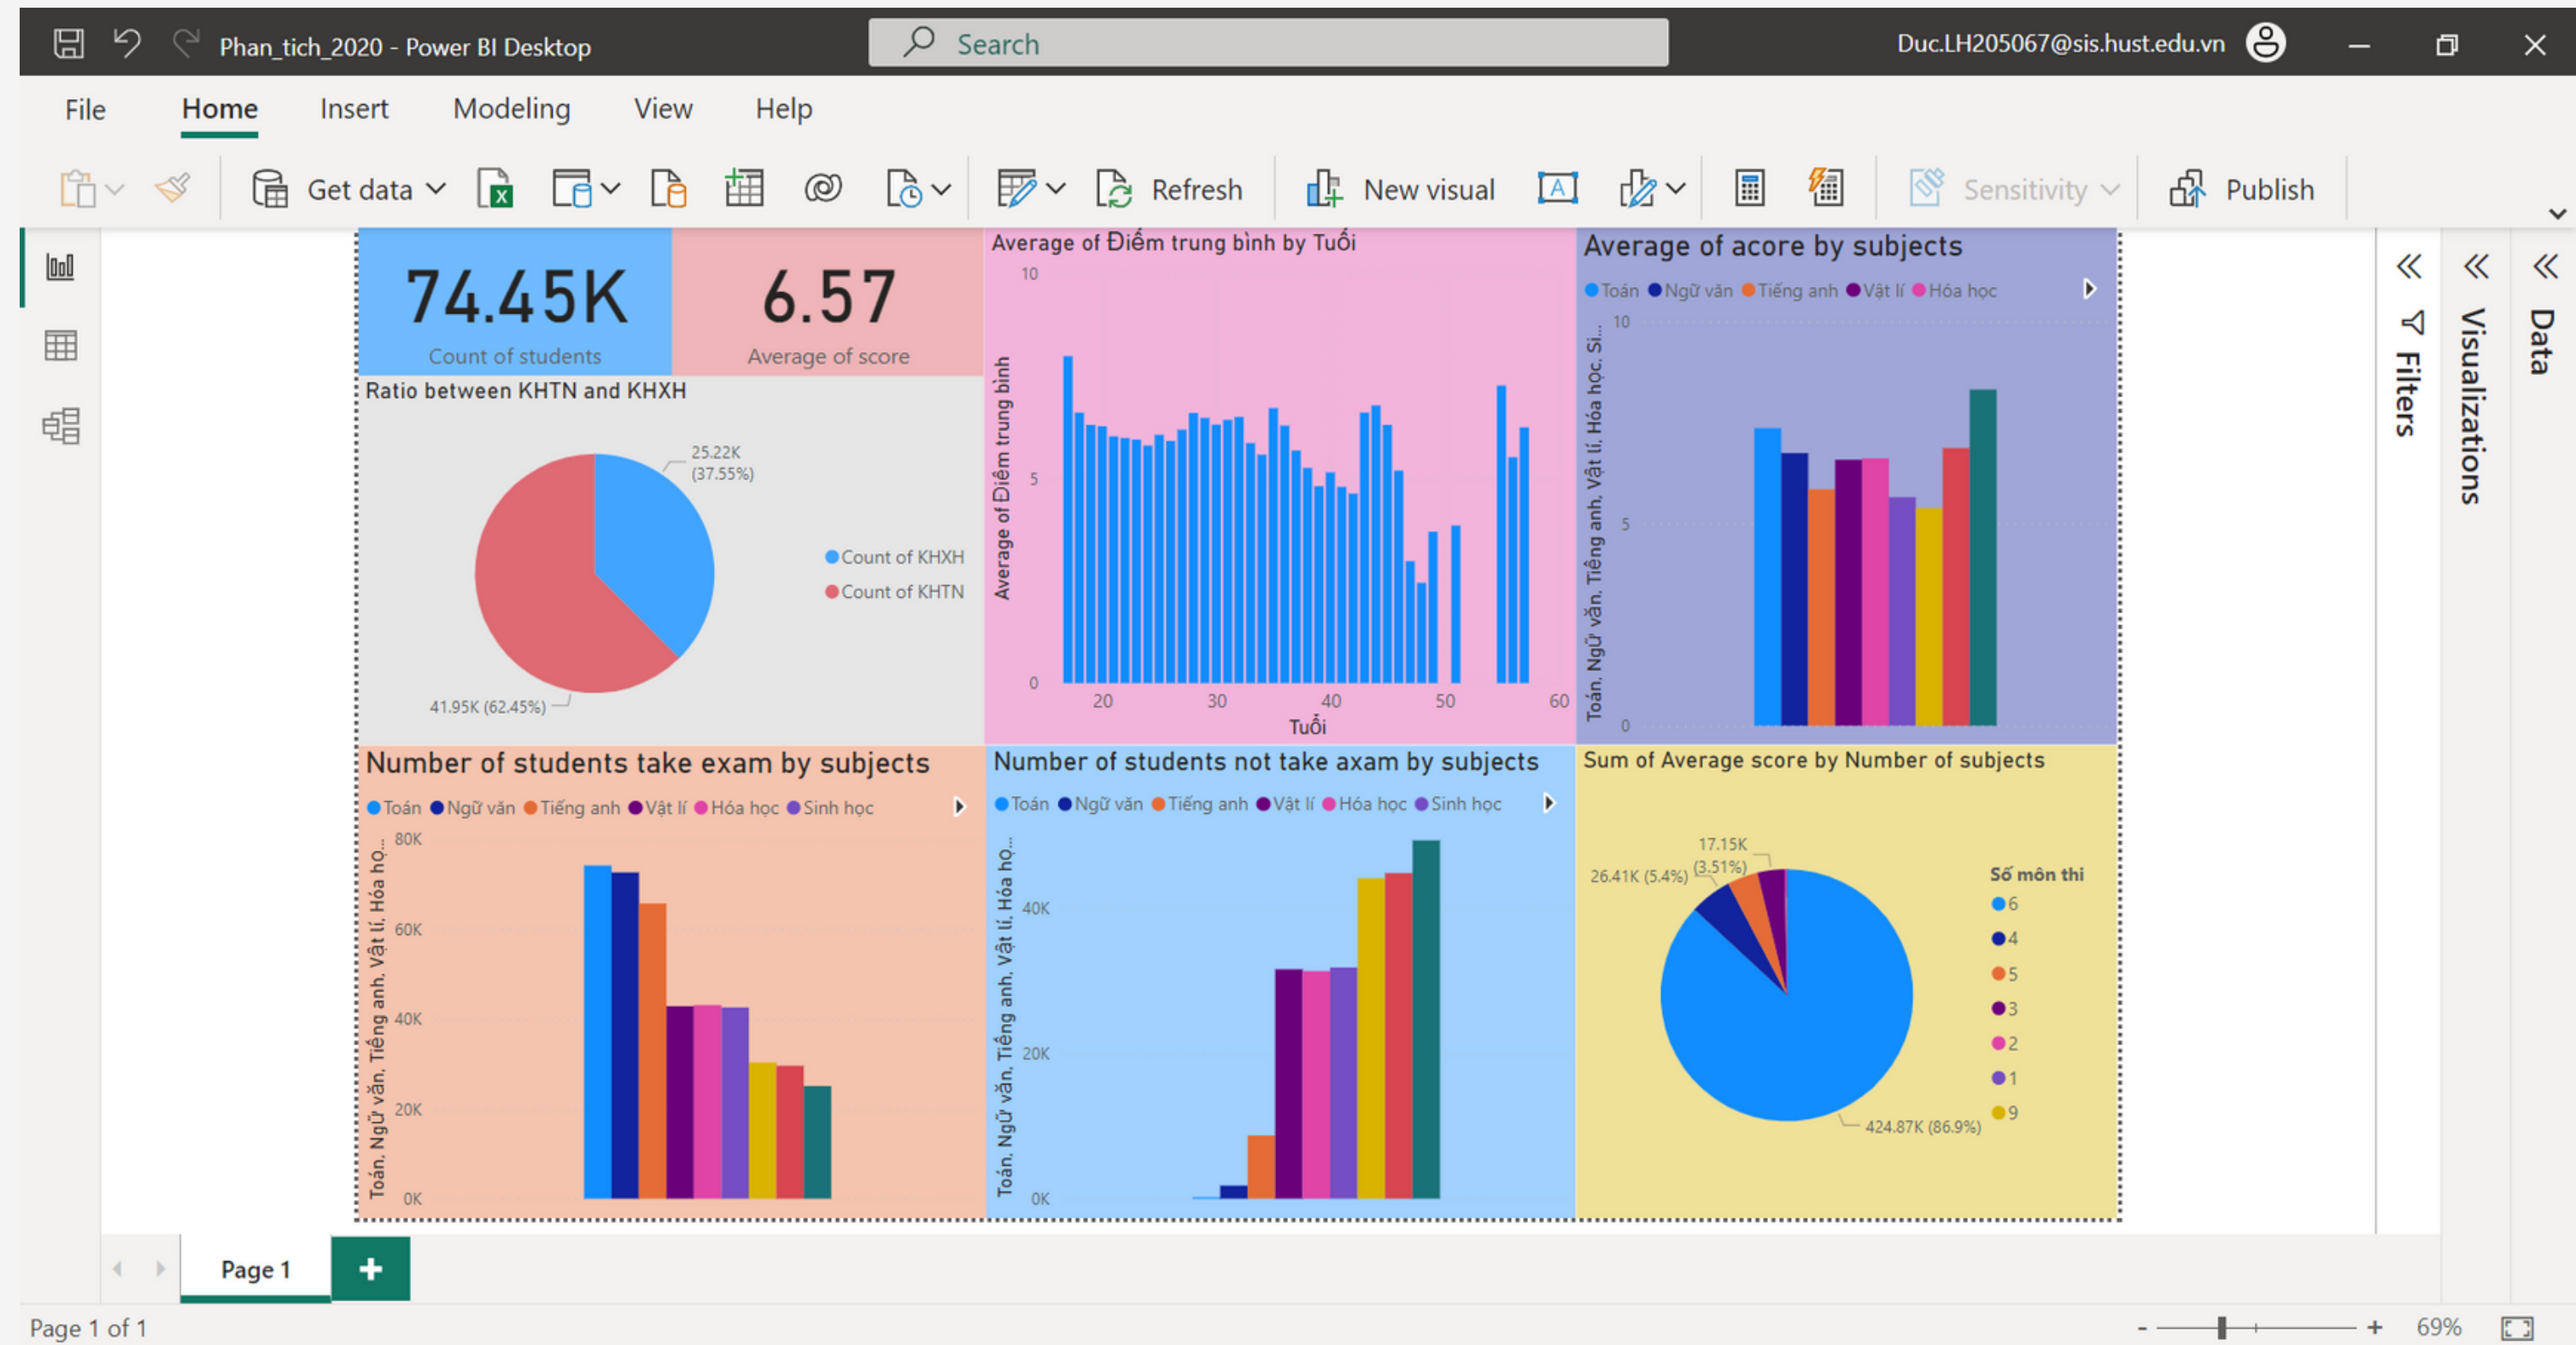 Phan_tich_2020 - Power BI Desktop
Search
Duc.LH205067@sis.hust.edu.vn
File Home Insert Modeling View Help
Get data
Refresh
New visual
Sensitivity
Publish
74.45K
Count of students
6.57
Average of score
Ratio between KHTN and KHXH
25.22K
(37.55%)
Count of KHXH
Count of KHTN
41.95K (62.45%)
Average of Điểm trung bình by Tuổi
Average of Điểm trung bình
10
5
0
20 30 40 50 60
Tuổi
Average of acore by subjects
Toán Ngữ văn Tiếng anh Vật lí Hóa học
Toán, Ngữ văn, Tiếng anh, Vật lí, Hóa học, Si...
10
5
0
Number of students take exam by subjects
Toán Ngữ văn Tiếng anh Vật lí Hóa học Sinh học
Toán, Ngữ văn, Tiếng anh, Vật lí, Hóa họ...
80K
60K
40K
20K
0K
Number of students not take axam by subjects
Toán Ngữ văn Tiếng anh Vật lí Hóa học Sinh học
Toán, Ngữ văn, Tiếng anh, Vật lí, Hóa họ...
40K
20K
0K
Sum of Average score by Number of subjects
17.15K
(3.51%)
26.41K (5.4%)
424.87K (86.9%)
Số môn thi
6
4
5
3
2
1
9
Filters
Visualizations
Data
Page 1
Page 1 of 1
- + 69%